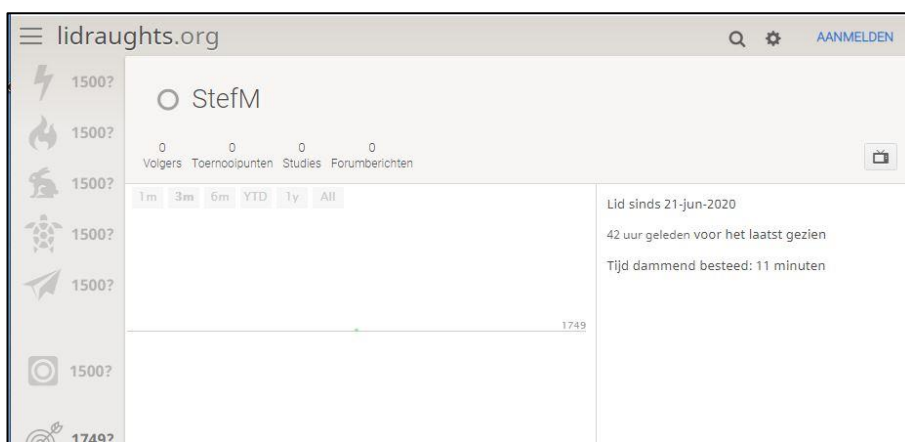 lidraughts.org
AANMELDEN
1500?
StefM
1500?
0 0 0 0
Volgers Toernooipunten Studies Forumberichten
1500?
1m 3m 6m YTD 1y All
Lid sinds 21-jun-2020
1500?
42 uur geleden voor het laatst gezien
Tijd dammend besteed: 11 minuten
1500?
1749
1500?
1749?